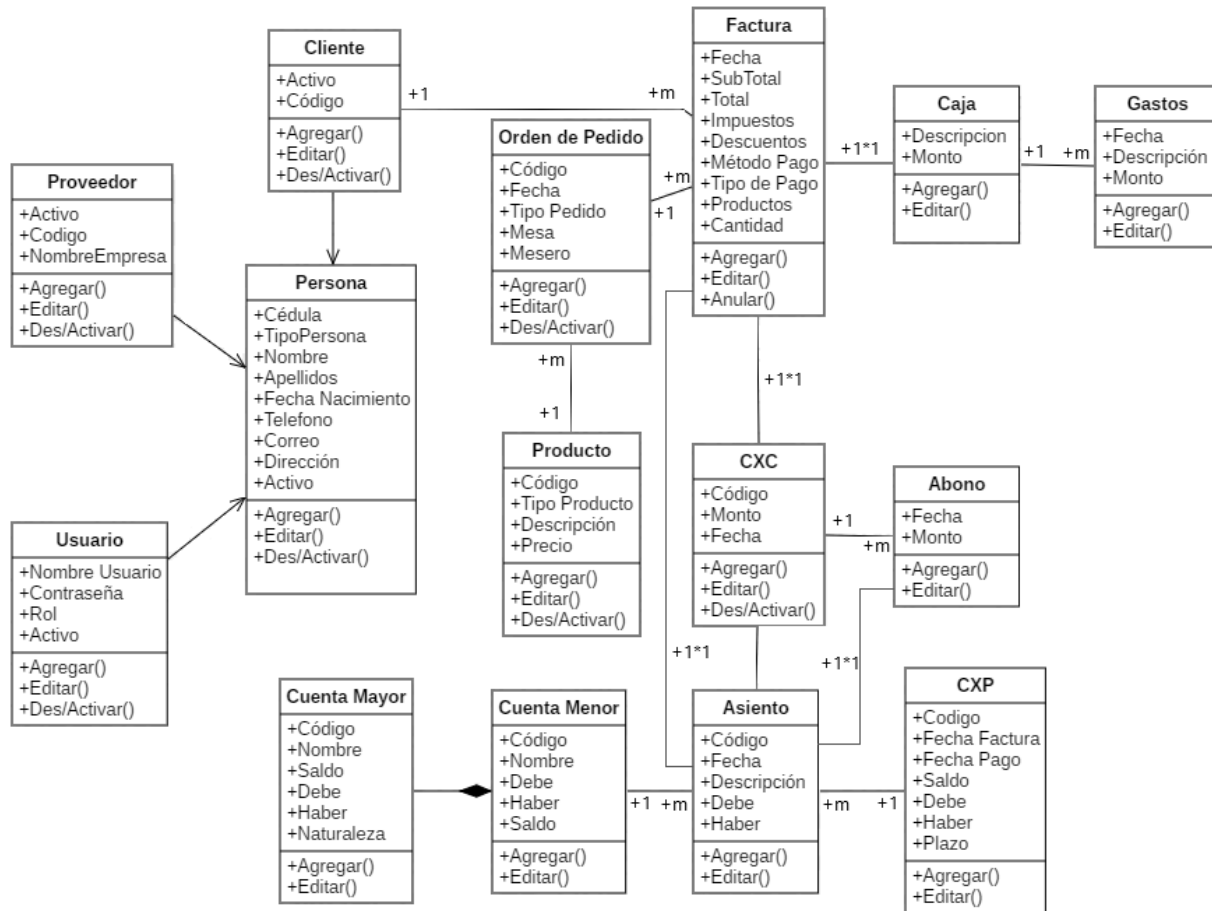 Cliente
+Activo
+Código
+Agregar()
+Editar()
+Des/Activar()
+1
+m
Factura
+Fecha
+SubTotal
+Total
+Impuestos
+Descuentos
+Método Pago
+Tipo de Pago
+Productos
+Cantidad
+Agregar()
+Editar()
+Anular()
+1*1
Caja
+Descripcion
+Monto
+Agregar()
+Editar()
+1
+m
Gastos
+Fecha
+Descripción
+Monto
+Agregar()
+Editar()
Orden de Pedido
+Código
+Fecha
+Tipo Pedido
+Mesa
+Mesero
+Agregar()
+Editar()
+Des/Activar()
+m
+1
+m
+1
Proveedor
+Activo
+Codigo
+NombreEmpresa
+Agregar()
+Editar()
+Des/Activar()
Persona
+Cédula
+TipoPersona
+Nombre
+Apellidos
+Fecha Nacimiento
+Telefono
+Correo
+Dirección
+Activo
+Agregar()
+Editar()
+Des/Activar()
Producto
+Código
+Tipo Producto
+Descripción
+Precio
+Agregar()
+Editar()
+Des/Activar()
+1*1
CXC
+Código
+Monto
+Fecha
+Agregar()
+Editar()
+Des/Activar()
+1
+m
Abono
+Fecha
+Monto
+Agregar()
+Editar()
Usuario
+Nombre Usuario
+Contraseña
+Rol
+Activo
+Agregar()
+Editar()
+Des/Activar()
+1*1
+1*1
Cuenta Mayor
+Código
+Nombre
+Saldo
+Debe
+Haber
+Naturaleza
+Agregar()
+Editar()
Cuenta Menor
+Código
+Nombre
+Debe
+Haber
+Saldo
+Agregar()
+Editar()
+1
+m
Asiento
+Código
+Fecha
+Descripción
+Debe
+Haber
+Agregar()
+Editar()
+m
+1
CXP
+Codigo
+Fecha Factura
+Fecha Pago
+Saldo
+Debe
+Haber
+Plazo
+Agregar()
+Editar()